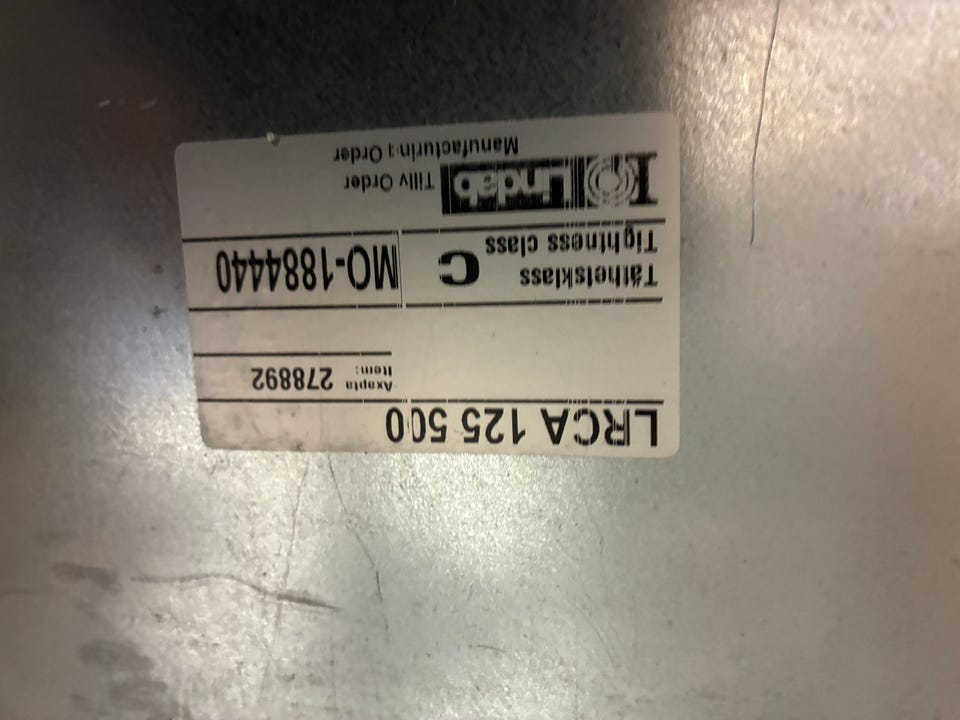 LRCA 125 500
Axapta
Item: 278892
Täthetsklass
Tightness class C
MO-1884440
Lindab
Tillv Order
Manufacturing Order